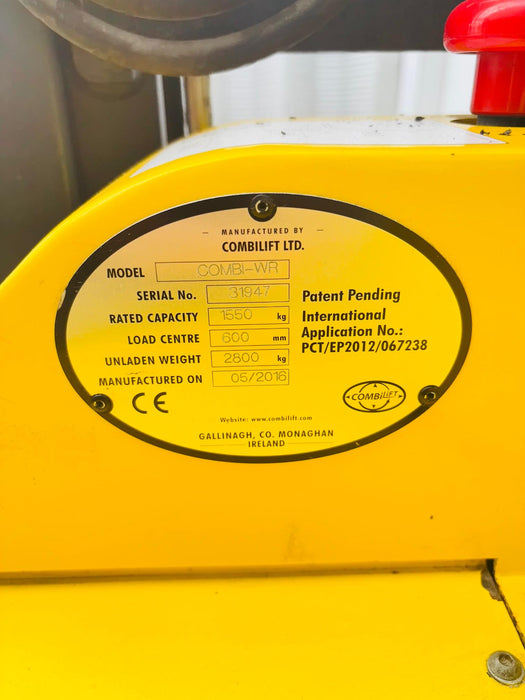 MANUFACTURED BY
COMBILIFT LTD.
MODEL COMBI-WR
SERIAL No. 31947
RATED CAPACITY 1550 kg
LOAD CENTRE 600 mm
UNLADEN WEIGHT 2800 kg
MANUFACTURED ON 05/2016
Patent Pending
International
Application No.:
PCT/EP2012/067238
CE
COMBILIFT
Website: www.combilift.com
GALLINAGH, CO. MONAGHAN
IRELAND